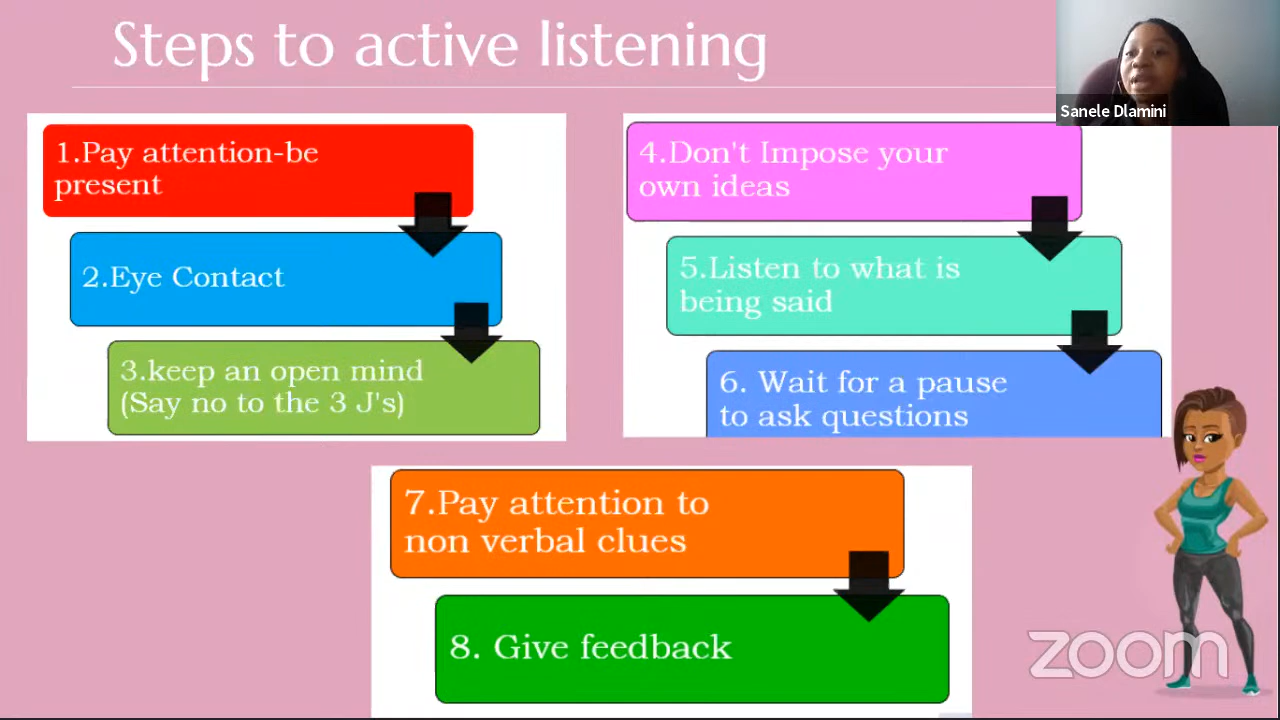 Steps to active listening
Sanele Dlamini
1.Pay attention-be
present
2.Eye Contact
3.keep an open mind
(Say no to the 3 J's)
4.Don't Impose your
own ideas
5.Listen to what is
being said
6. Wait for a pause
to ask questions
7.Pay attention to
non verbal clues
8. Give feedback
zoom